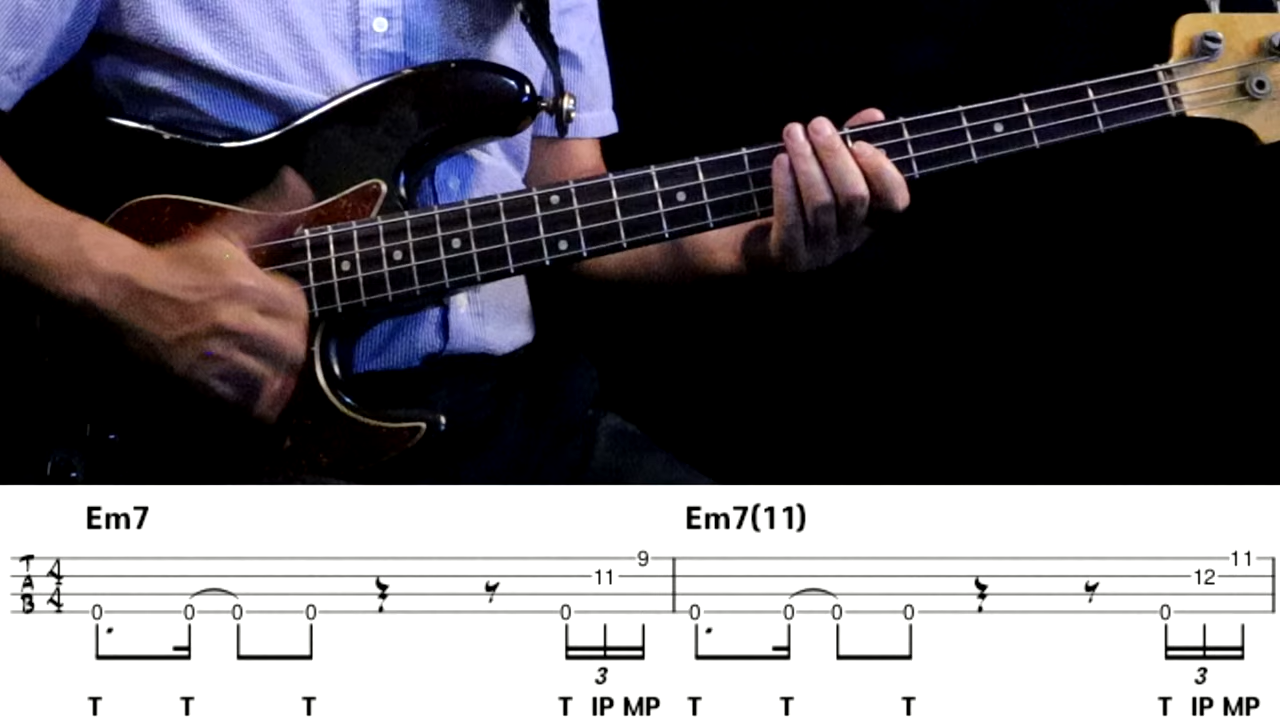 Em7 Em7(11)
T 4 9 11
A 4 11 12
B 0 0 0 0 0 0 0 0 0 0
3 3
T T T T IP MP T T T T IP MP